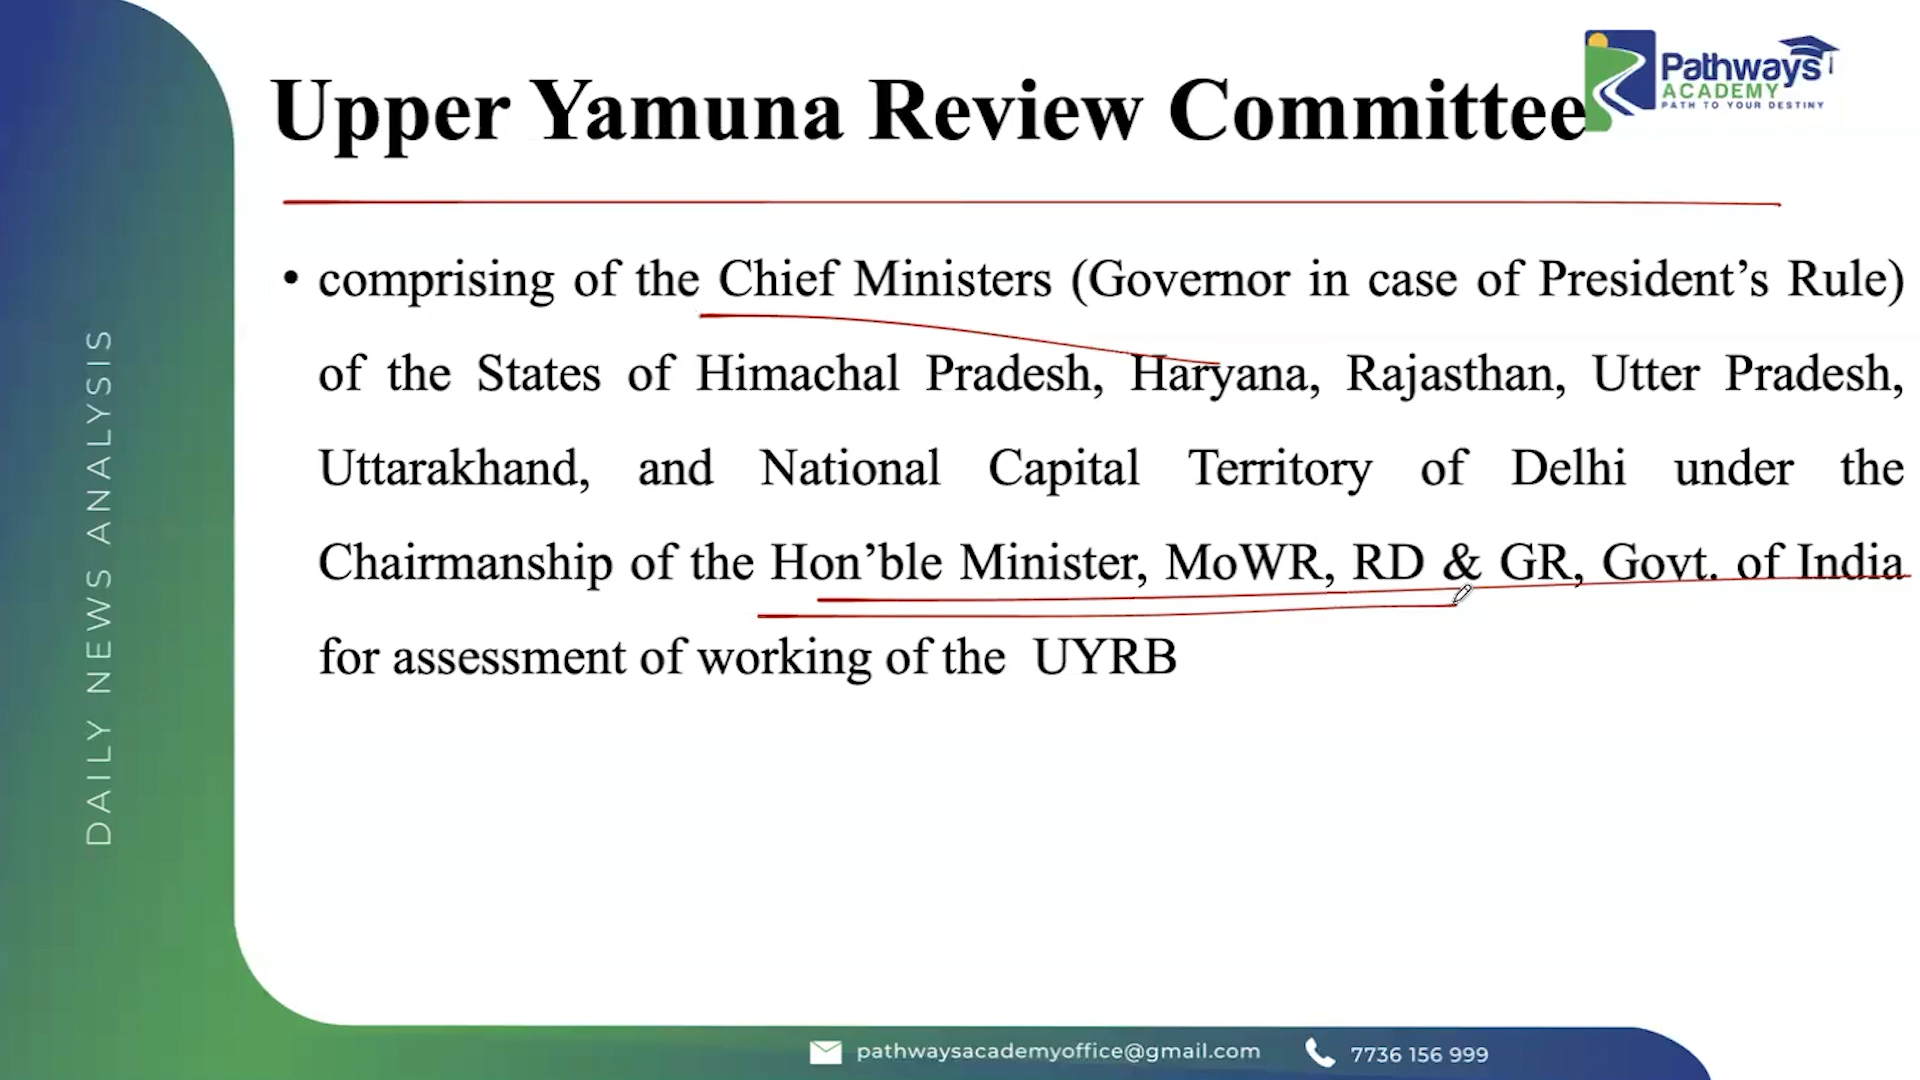 Upper Yamuna Review Committee
Pathways
ACADEMY
PATH TO YOUR DESTINY
• comprising of the Chief Ministers (Governor in case of President’s Rule)
of the States of Himachal Pradesh, Haryana, Rajasthan, Utter Pradesh,
Uttarakhand, and National Capital Territory of Delhi under the
Chairmanship of the Hon’ble Minister, MoWR, RD & GR, Govt. of India
for assessment of working of the UYRB
DAILY NEWS ANALYSIS
pathwaysacademyoffice@gmail.com
7736 156 999